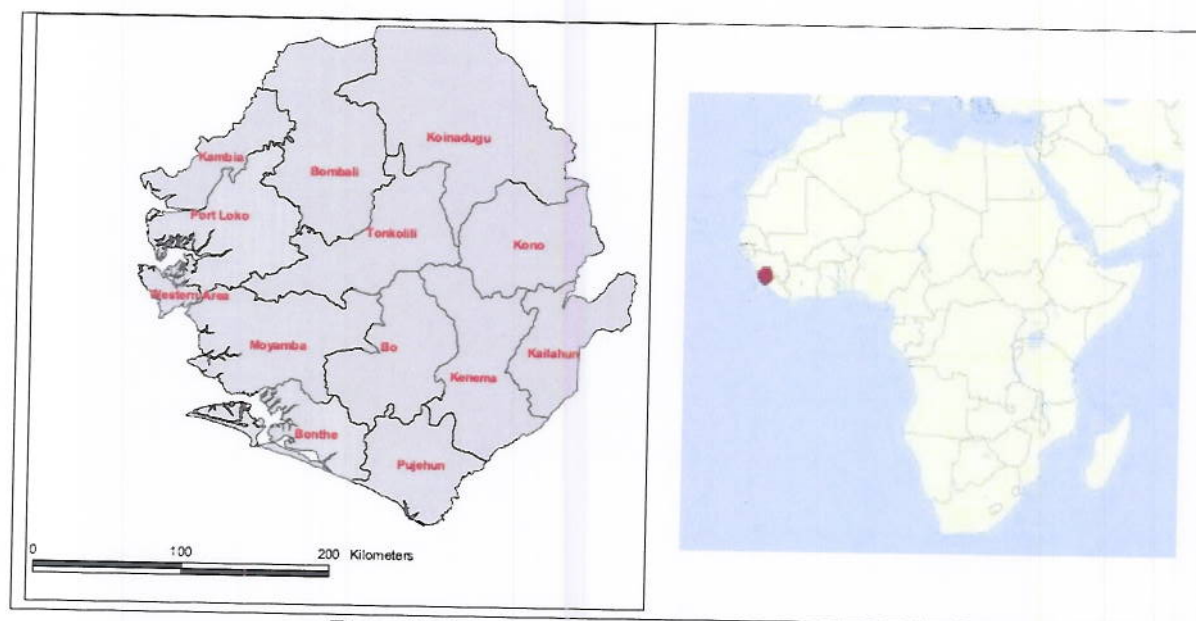 Koinadugu
Kambia
Bombali
Port Loko
Tonkolili
Kono
Western Area
Moyamba
Bo
Kailahun
Kenema
Bonthe
Pujehun
0 100 200 Kilometers